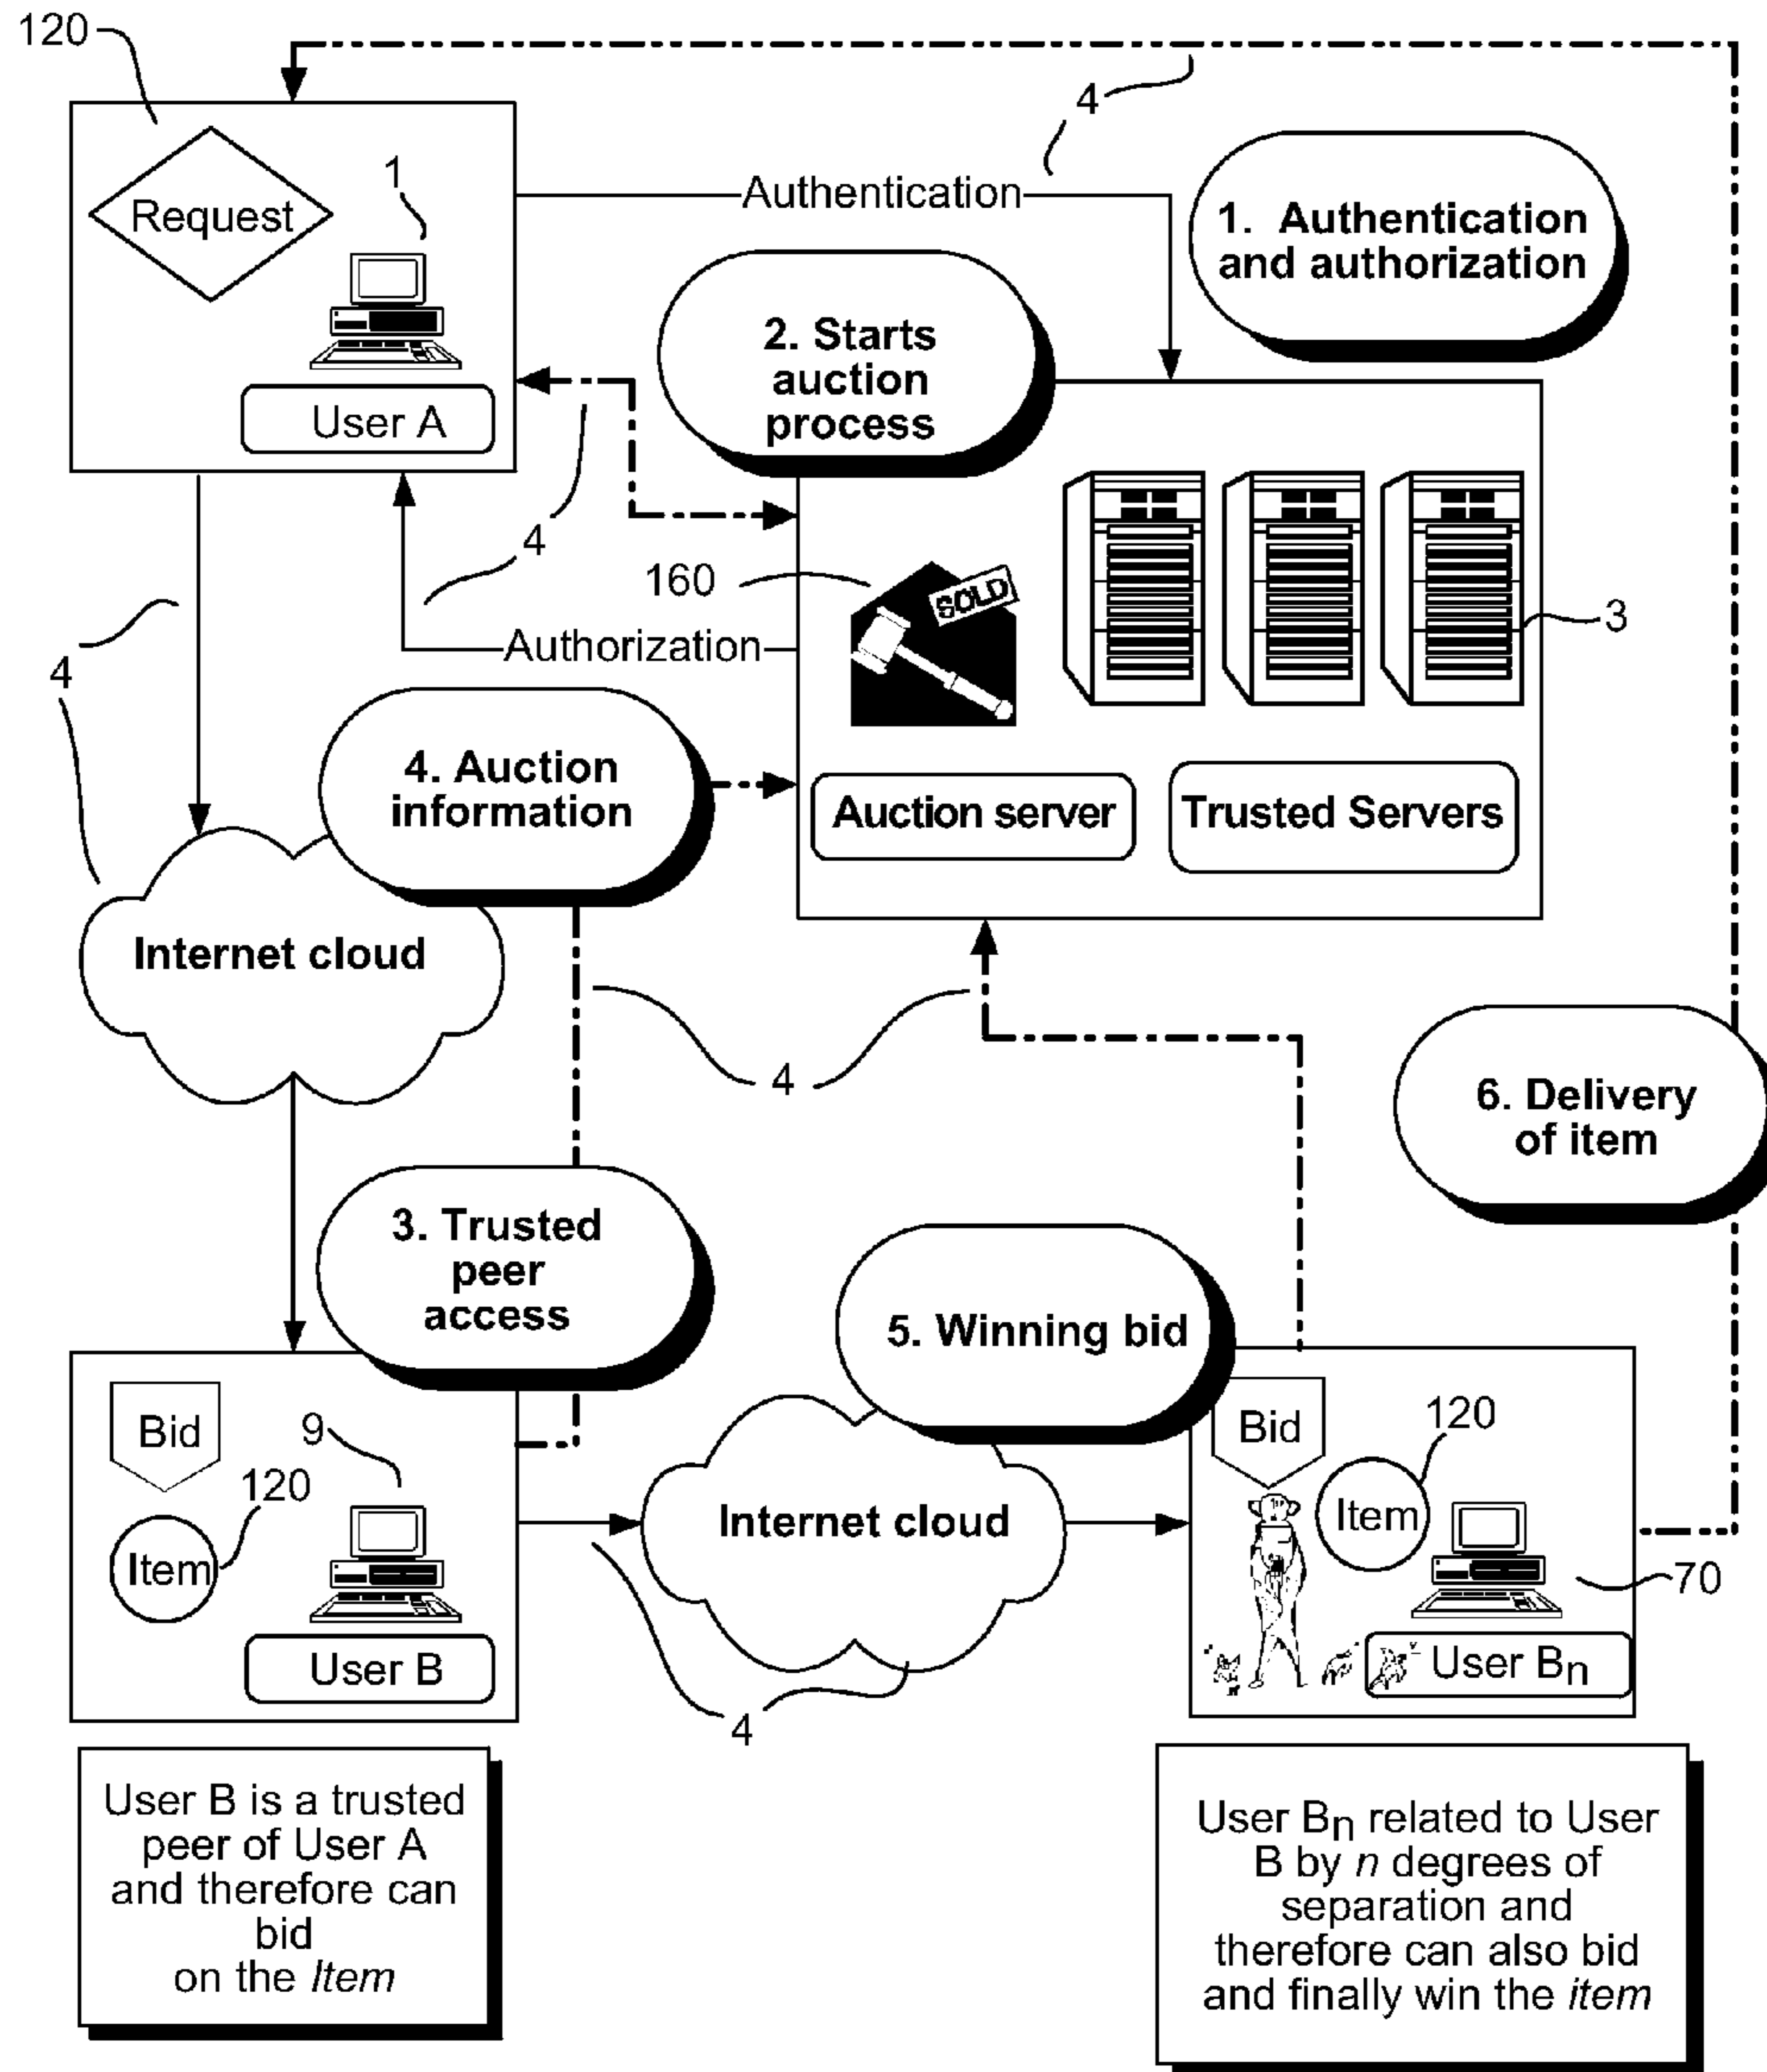 120
4
Request
1
Authentication
1. Authentication
and authorization
2. Starts
auction
process
User A
4
160
SOLD
3
Authorization
4
4. Auction
information
Auction server
Trusted Servers
Internet cloud
4
6. Delivery
of item
3. Trusted
peer
access
5. Winning bid
Bid
9
120
Item
User B
Internet cloud
4
Bid
120
Item
70
User Bn
User B is a trusted
peer of User A
and therefore can
bid
on the Item
User Bn related to User
B by n degrees of
separation and
therefore can also bid
and finally win the item